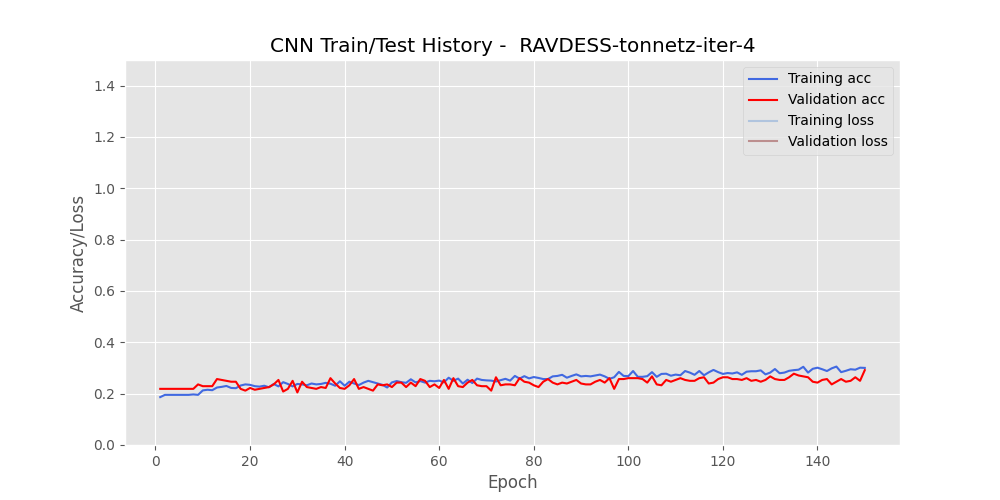 CNN Train/Test History -  RAVDESS-tonnetz-iter-4
Training acc
Validation acc
Training loss
Validation loss
Accuracy/Loss
1.4
1.2
1.0
0.8
0.6
0.4
0.2
0.0
0
20
40
60
80
100
120
140
Epoch